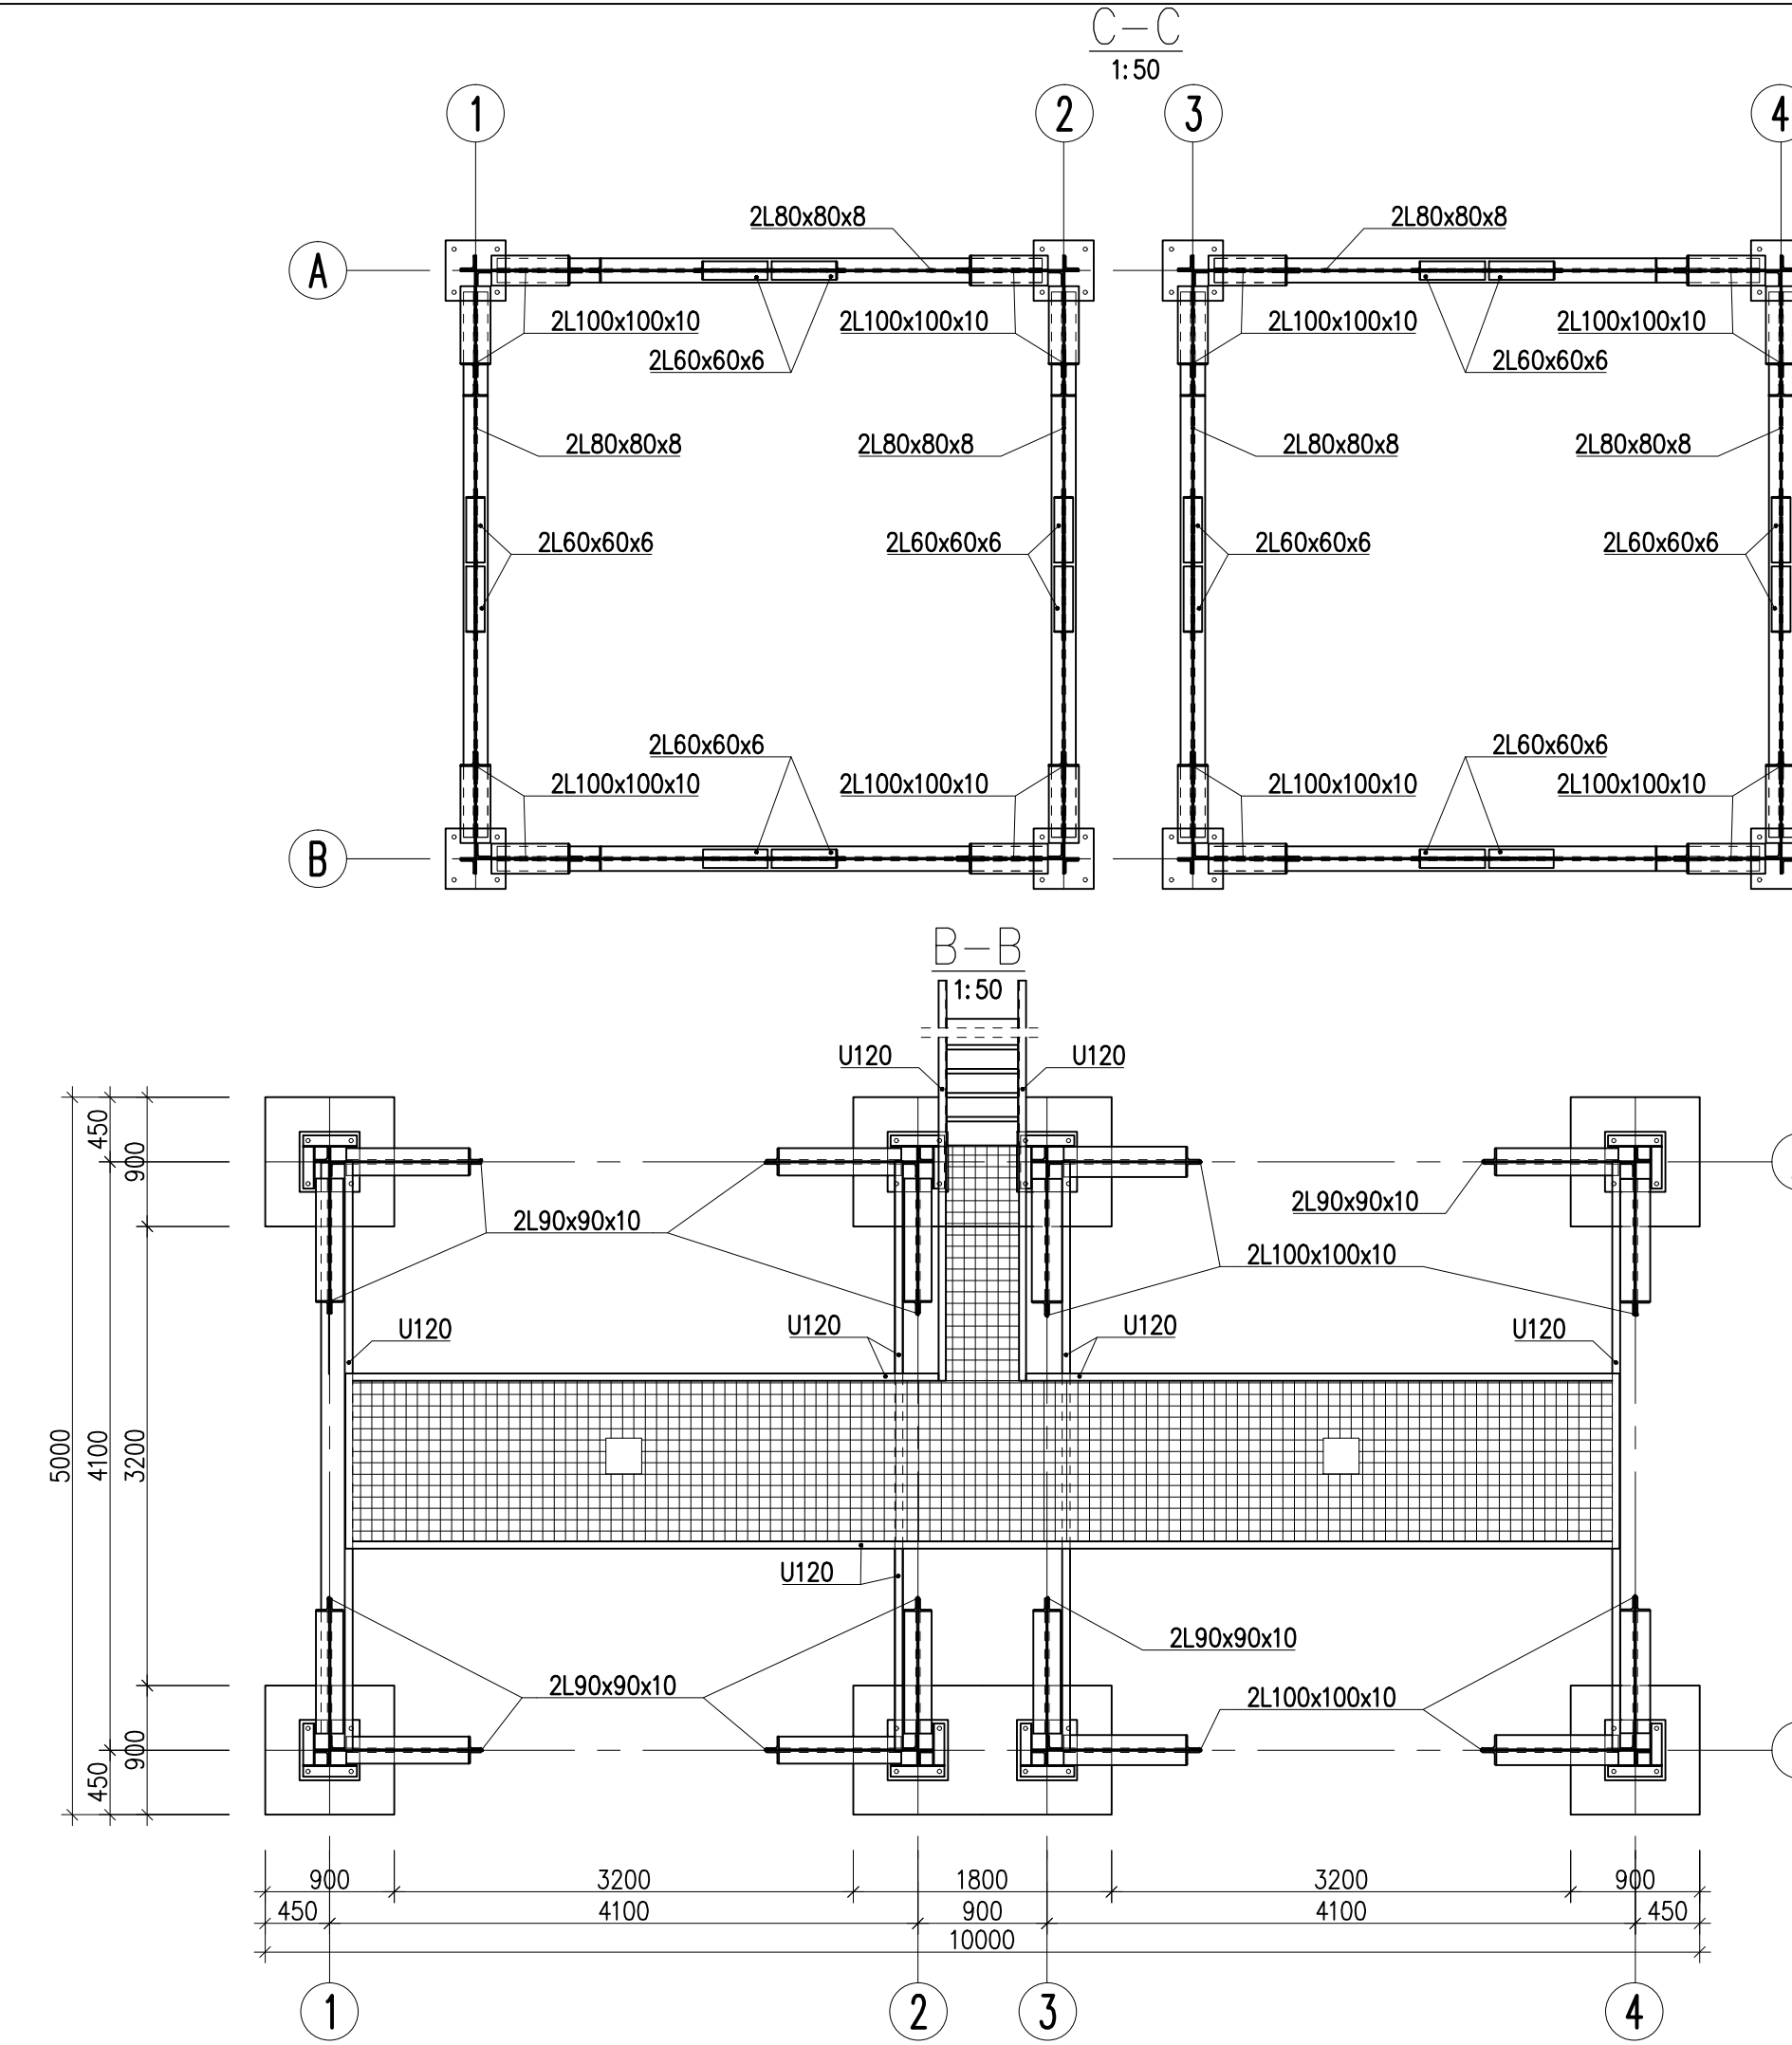 C-C
1:50
1 2 3 4
2L80x80x8 2L80x80x8
A
2L100x100x10 2L100x100x10 2L100x100x10 2L100x100x10
2L60x60x6 2L60x60x6
2L80x80x8 2L80x80x8 2L80x80x8 2L80x80x8
2L60x60x6 2L60x60x6 2L60x60x6 2L60x60x6
2L60x60x6 2L60x60x6
2L100x100x10 2L100x100x10 2L100x100x10 2L100x100x10
B
B-B
1:50
U120 U120
450
900
2L90x90x10
2L90x90x10
2L100x100x10
U120 U120 U120 U120
5000 4100 3200
U120
2L90x90x10
2L90x90x10
2L100x100x10
900
450
900 3200 1800 3200 900
450 4100 900 4100 450
10000
1 2 3 4